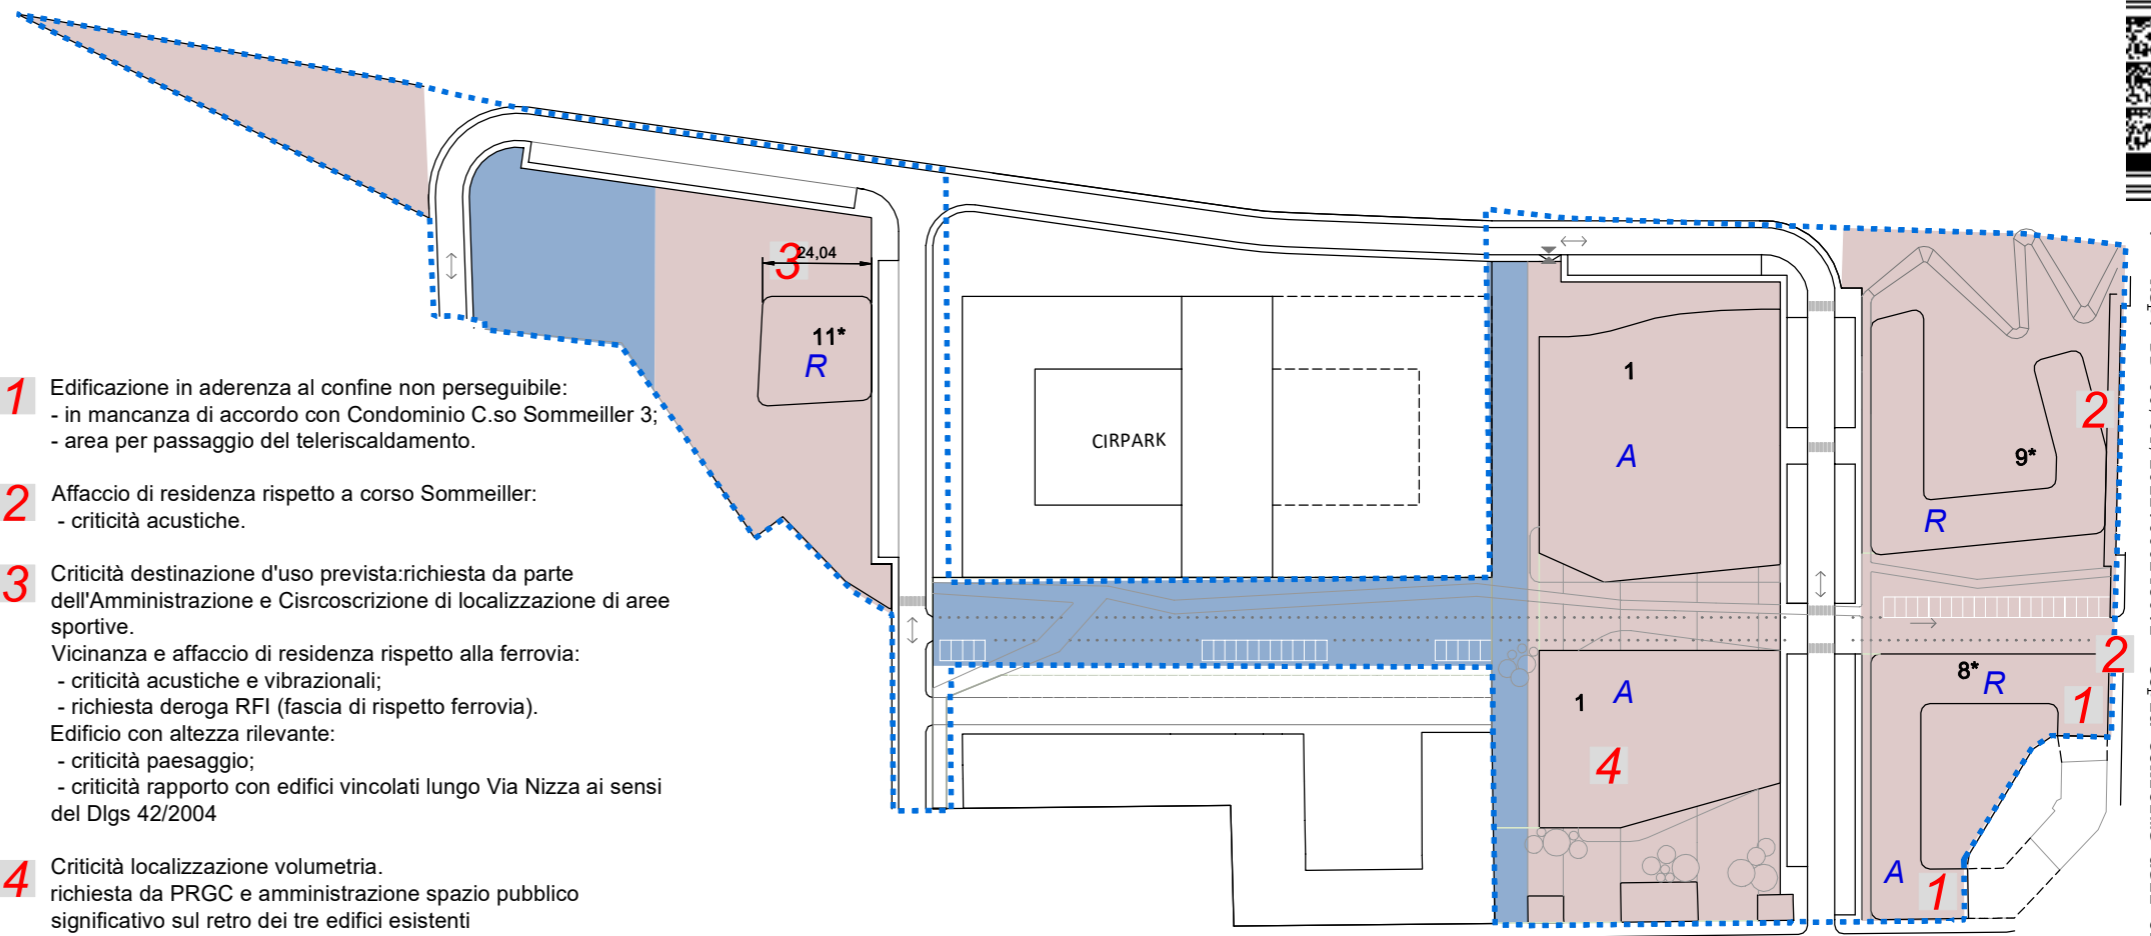 1 Edificazione in aderenza al confine non perseguibile:
- in mancanza di accordo con Condominio C.so Sommeiller 3;
- area per passaggio del teleriscaldamento.
2 Affaccio di residenza rispetto a corso Sommeiller:
- criticità acustiche.
3 Criticità destinazione d'uso prevista:richiesta da parte
dell'Amministrazione e Cisrcoscrizione di localizzazione di aree
sportive.
Vicinanza e affaccio di residenza rispetto alla ferrovia:
- criticità acustiche e vibrazionali;
- richiesta deroga RFI (fascia di rispetto ferrovia).
Edificio con altezza rilevante:
- criticità paesaggio;
- criticità rapporto con edifici vincolati lungo Via Nizza ai sensi
del Dlgs 42/2004
4 Criticità localizzazione volumetria.
richiesta da PRGC e amministrazione spazio pubblico
significativo sul retro dei tre edifici esistenti
3 24,04
11*
R
CIRPARK
1
A
1 A
4
2
9*
R
2
8* R
1
A 1